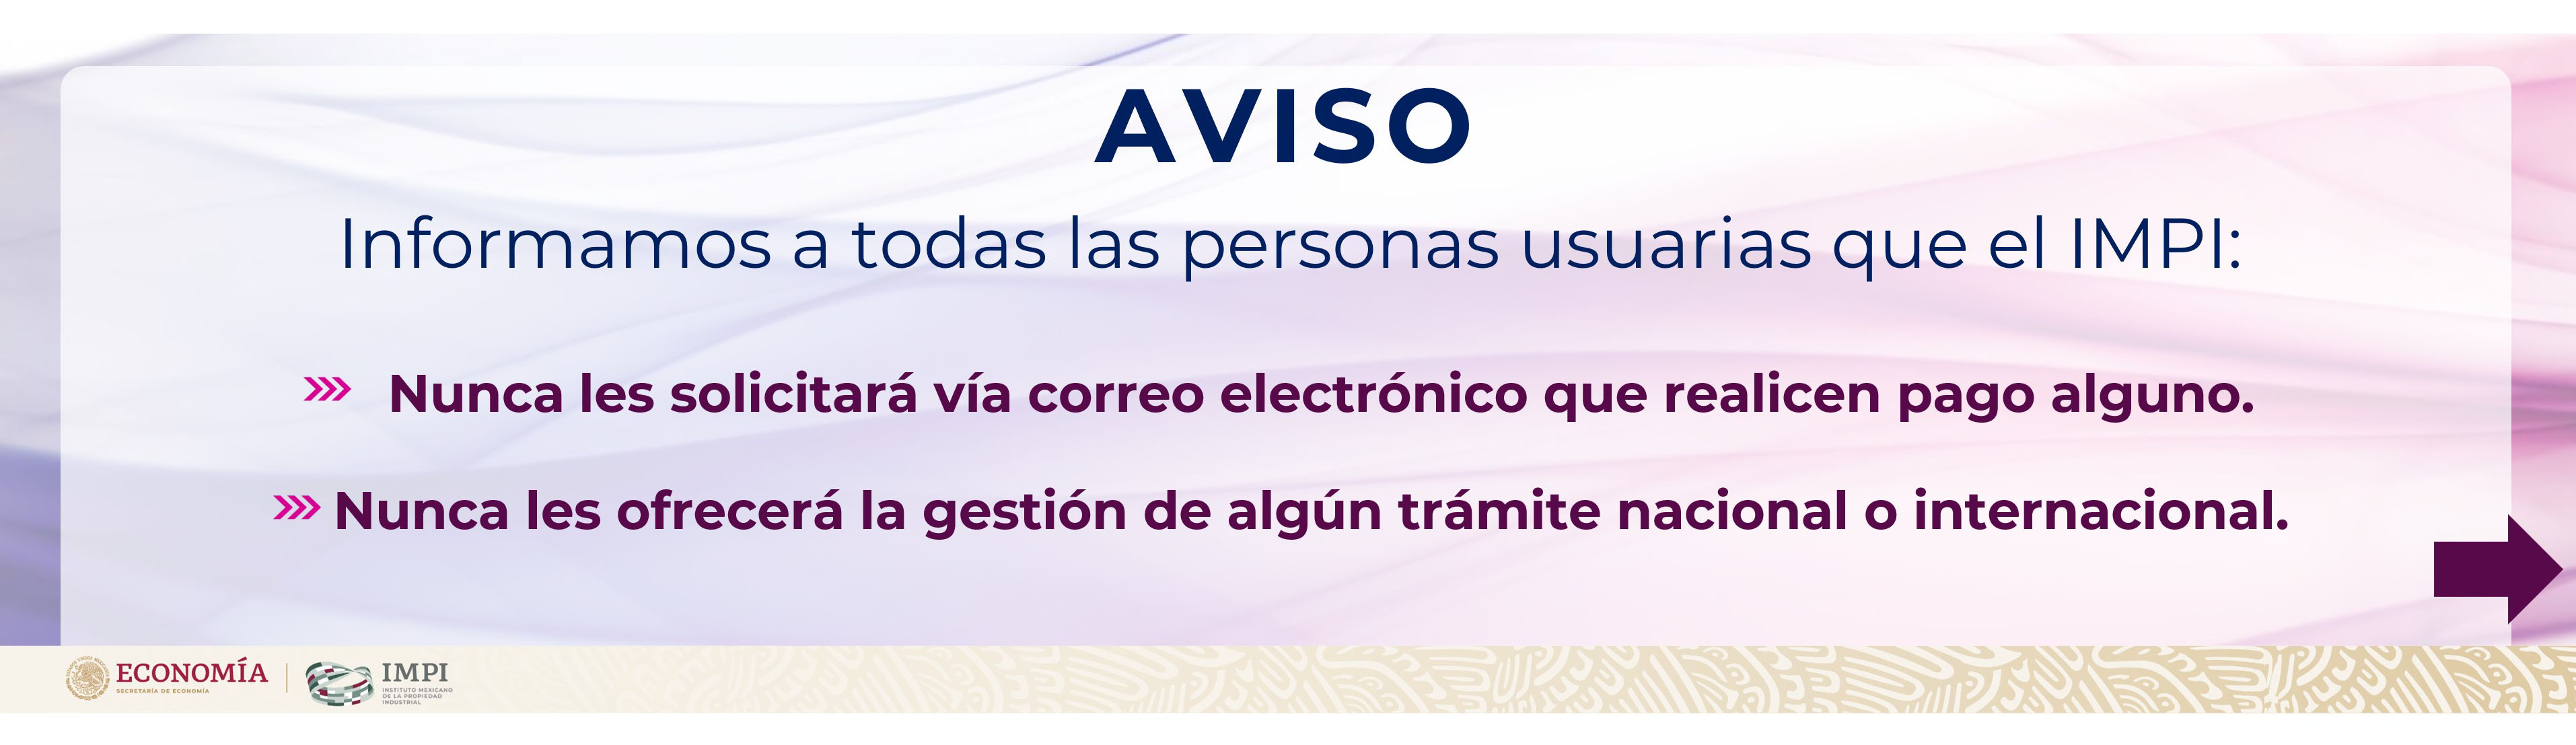 AVISO
Informamos a todas las personas usuarias que el IMPI:
Nunca les solicitará vía correo electrónico que realicen pago alguno.
Nunca les ofrecerá la gestión de algún trámite nacional o internacional.
ECONOMÍA
SECRETARÍA DE ECONOMÍA
IMPI
INSTITUTO MEXICANO
DE LA PROPIEDAD
INDUSTRIAL